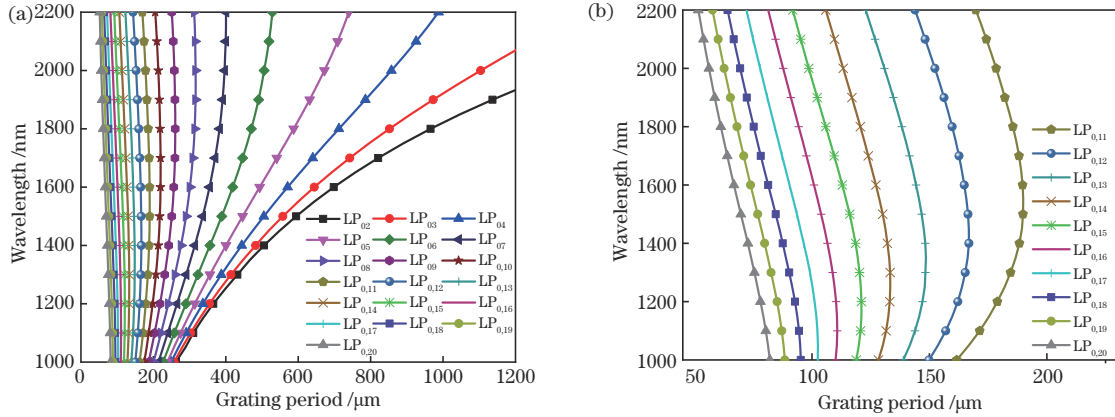 (a)
2200
2000
1800
1600
1400
1200
1000
Wavelength /nm
0 200 400 600 800 1000 1200
Grating period /μm
LP02 LP03 LP04
LP05 LP06 LP07
LP08 LP09 LP0,10
LP0,11 LP0,12 LP0,13
LP0,14 LP0,15 LP0,16
LP0,17 LP0,18 LP0,19
LP0,20
(b)
2200
2000
1800
1600
1400
1200
1000
Wavelength /nm
50 100 150 200
Grating period /μm
LP0,11
LP0,12
LP0,13
LP0,14
LP0,15
LP0,16
LP0,17
LP0,18
LP0,19
LP0,20